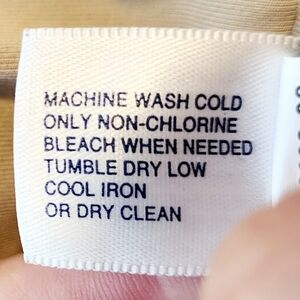 MACHINE WASH COLD
ONLY NON-CHLORINE
BLEACH WHEN NEEDED
TUMBLE DRY LOW
COOL IRON
OR DRY CLEAN